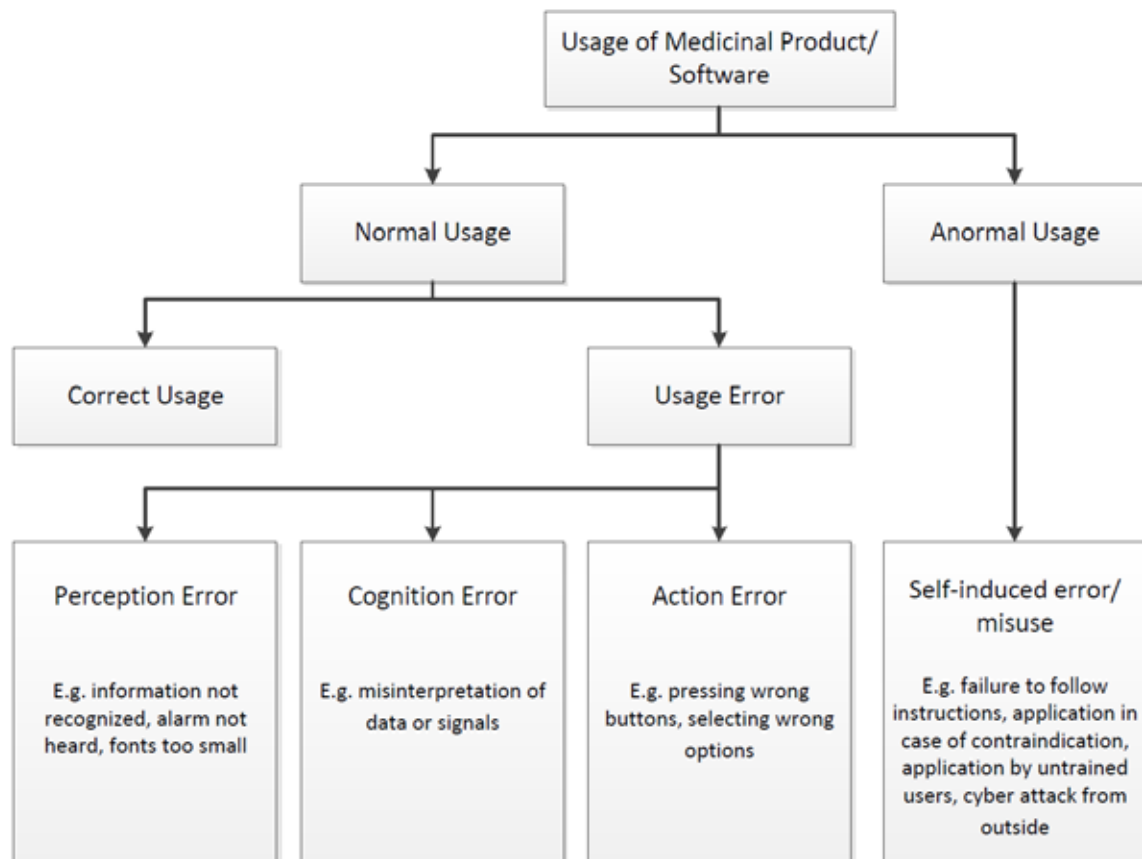 Usage of Medicinal Product/
Software
Normal Usage
Anormal Usage
Correct Usage
Usage Error
Perception Error
E.g. information not
recognized, alarm not
heard, fonts too small
Cognition Error
E.g. misinterpretation of
data or signals
Action Error
E.g. pressing wrong
buttons, selecting wrong
options
Self-induced error/
misuse
E.g. failure to follow
instructions, application in
case of contraindication,
application by untrained
users, cyber attack from
outside